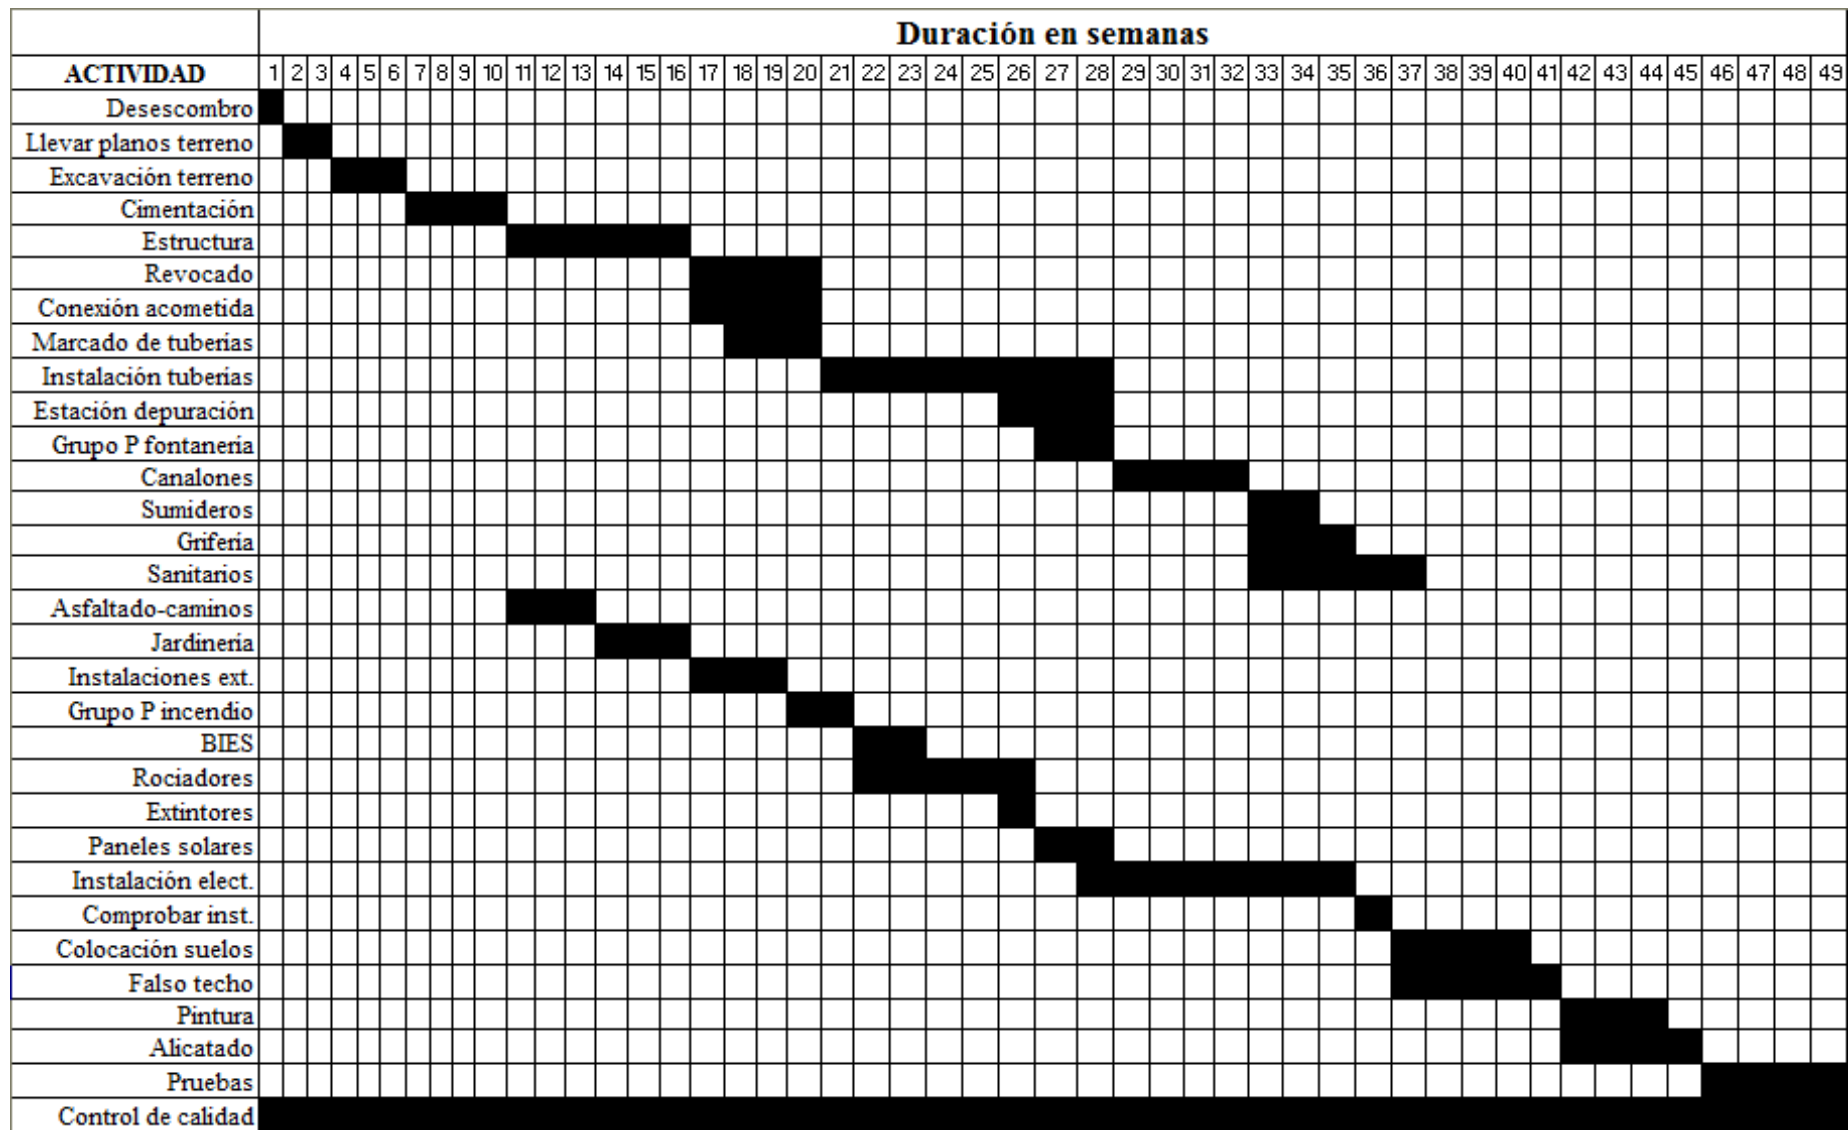 Duración en semanas
ACTIVIDAD 1 2 3 4 5 6 7 8 9 10 11 12 13 14 15 16 17 18 19 20 21 22 23 24 25 26 27 28 29 30 31 32 33 34 35 36 37 38 39 40 41 42 43 44 45 46 47 48 49
Desescombro
Llevar planos terreno
Excavación terreno
Cimentación
Estructura
Revocado
Conexión acometida
Marcado de tuberías
Instalación tuberías
Estación depuración
Grupo P fontanería
Canalones
Sumideros
Grifería
Sanitarios
Asfaltado-caminos
Jardinería
Instalaciones ext.
Grupo P incendio
BIES
Rociadores
Extintores
Paneles solares
Instalación elect.
Comprobar inst.
Colocación suelos
Falso techo
Pintura
Alicatado
Pruebas
Control de calidad